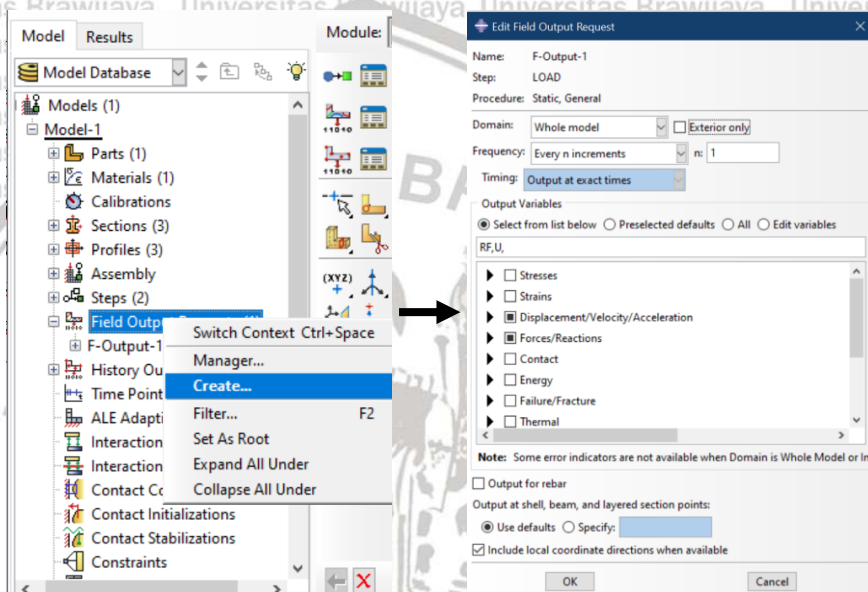 Universitas Brawijaya
Model
Results
Module:
Model Database
Models (1)
Model-1
Parts (1)
Materials (1)
Calibrations
Sections (3)
Profiles (3)
Assembly
Steps (2)
Field Outp
F-Output-1
History Ou
Time Point
ALE Adapti
Interaction
Interaction
Contact Co
Contact Initializations
Contact Stabilizations
Constraints
Switch Context Ctrl+Space
Manager...
Create...
Filter... F2
Set As Root
Expand All Under
Collapse All Under
(XYZ)
Edit Field Output Request
Name: F-Output-1
Step: LOAD
Procedure: Static, General
Domain: Whole model Exterior only
Frequency: Every n increments n: 1
Timing: Output at exact times
Output Variables
Select from list below Preselected defaults All Edit variables
RF,U,
Stresses
Strains
Displacement/Velocity/Acceleration
Forces/Reactions
Contact
Energy
Failure/Fracture
Thermal
Note: Some error indicators are not available when Domain is Whole Model or In
Output for rebar
Output at shell, beam, and layered section points:
Use defaults Specify:
Include local coordinate directions when available
OK Cancel